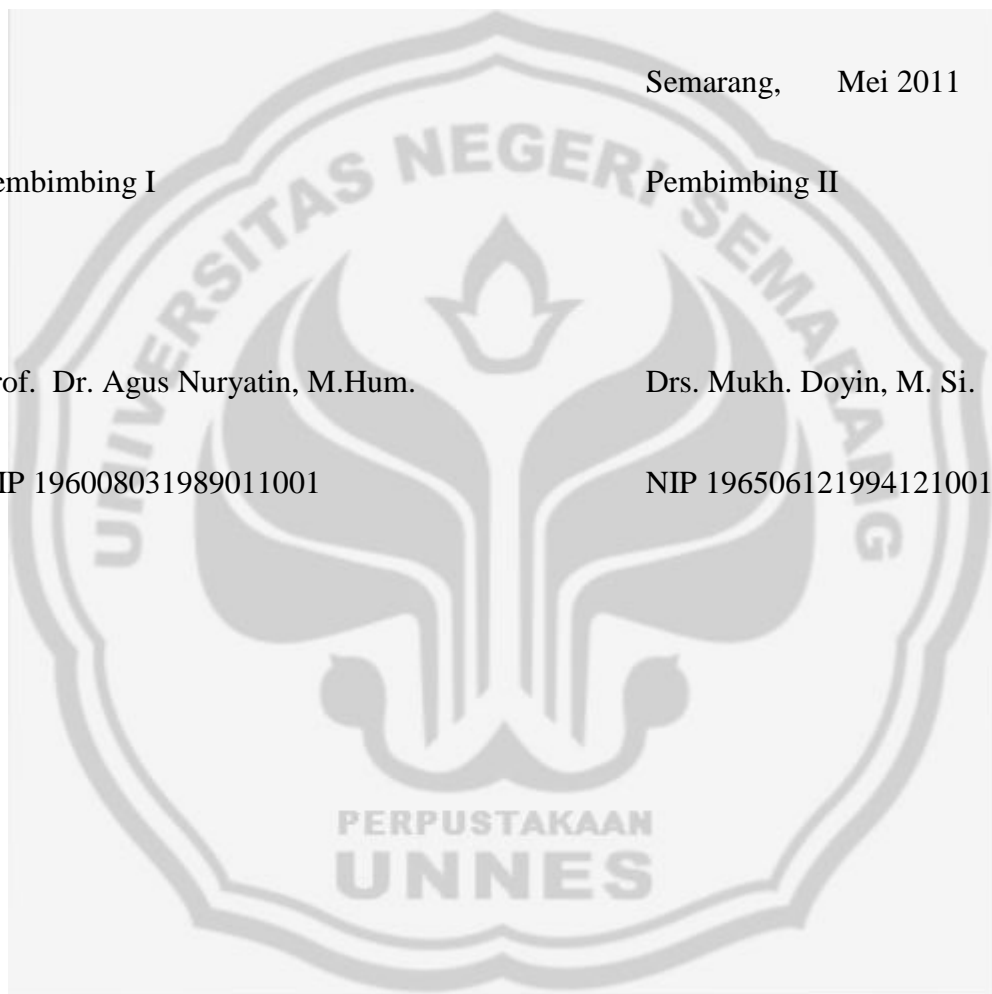 Semarang, Mei 2011
embimbing I Pembimbing II
rof. Dr. Agus Nuryatin, M.Hum. Drs. Mukh. Doyin, M. Si.
IP 196008031989011001 NIP 196506121994121001
UNIVERSITAS NEGERI SEMARANG
PERPUSTAKAAN
UNNES